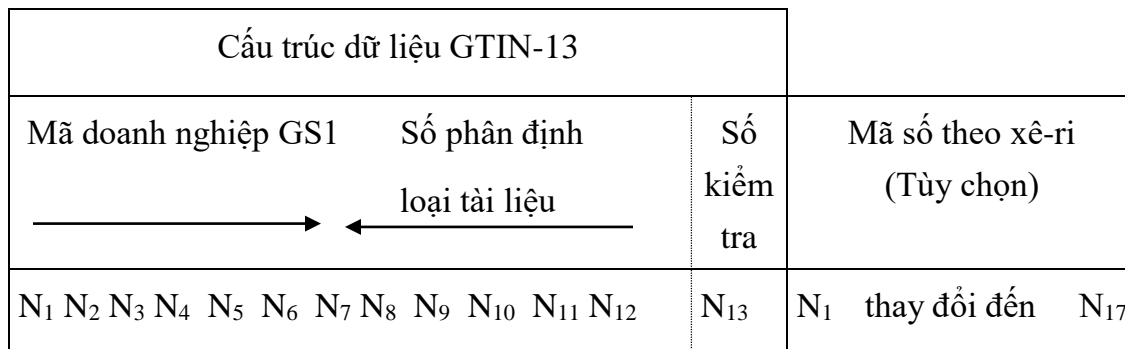 Cấu trúc dữ liệu GTIN-13
Mã doanh nghiệp GS1 Số phân định
loại tài liệu
Số
kiểm
tra
Mã số theo xê-ri
(Tùy chọn)
N₁ N₂ N₃ N₄ N₅ N₆ N₇ N₈ N₉ N₁₀ N₁₁ N₁₂ N₁₃ N₁ thay đổi đến N₁₇